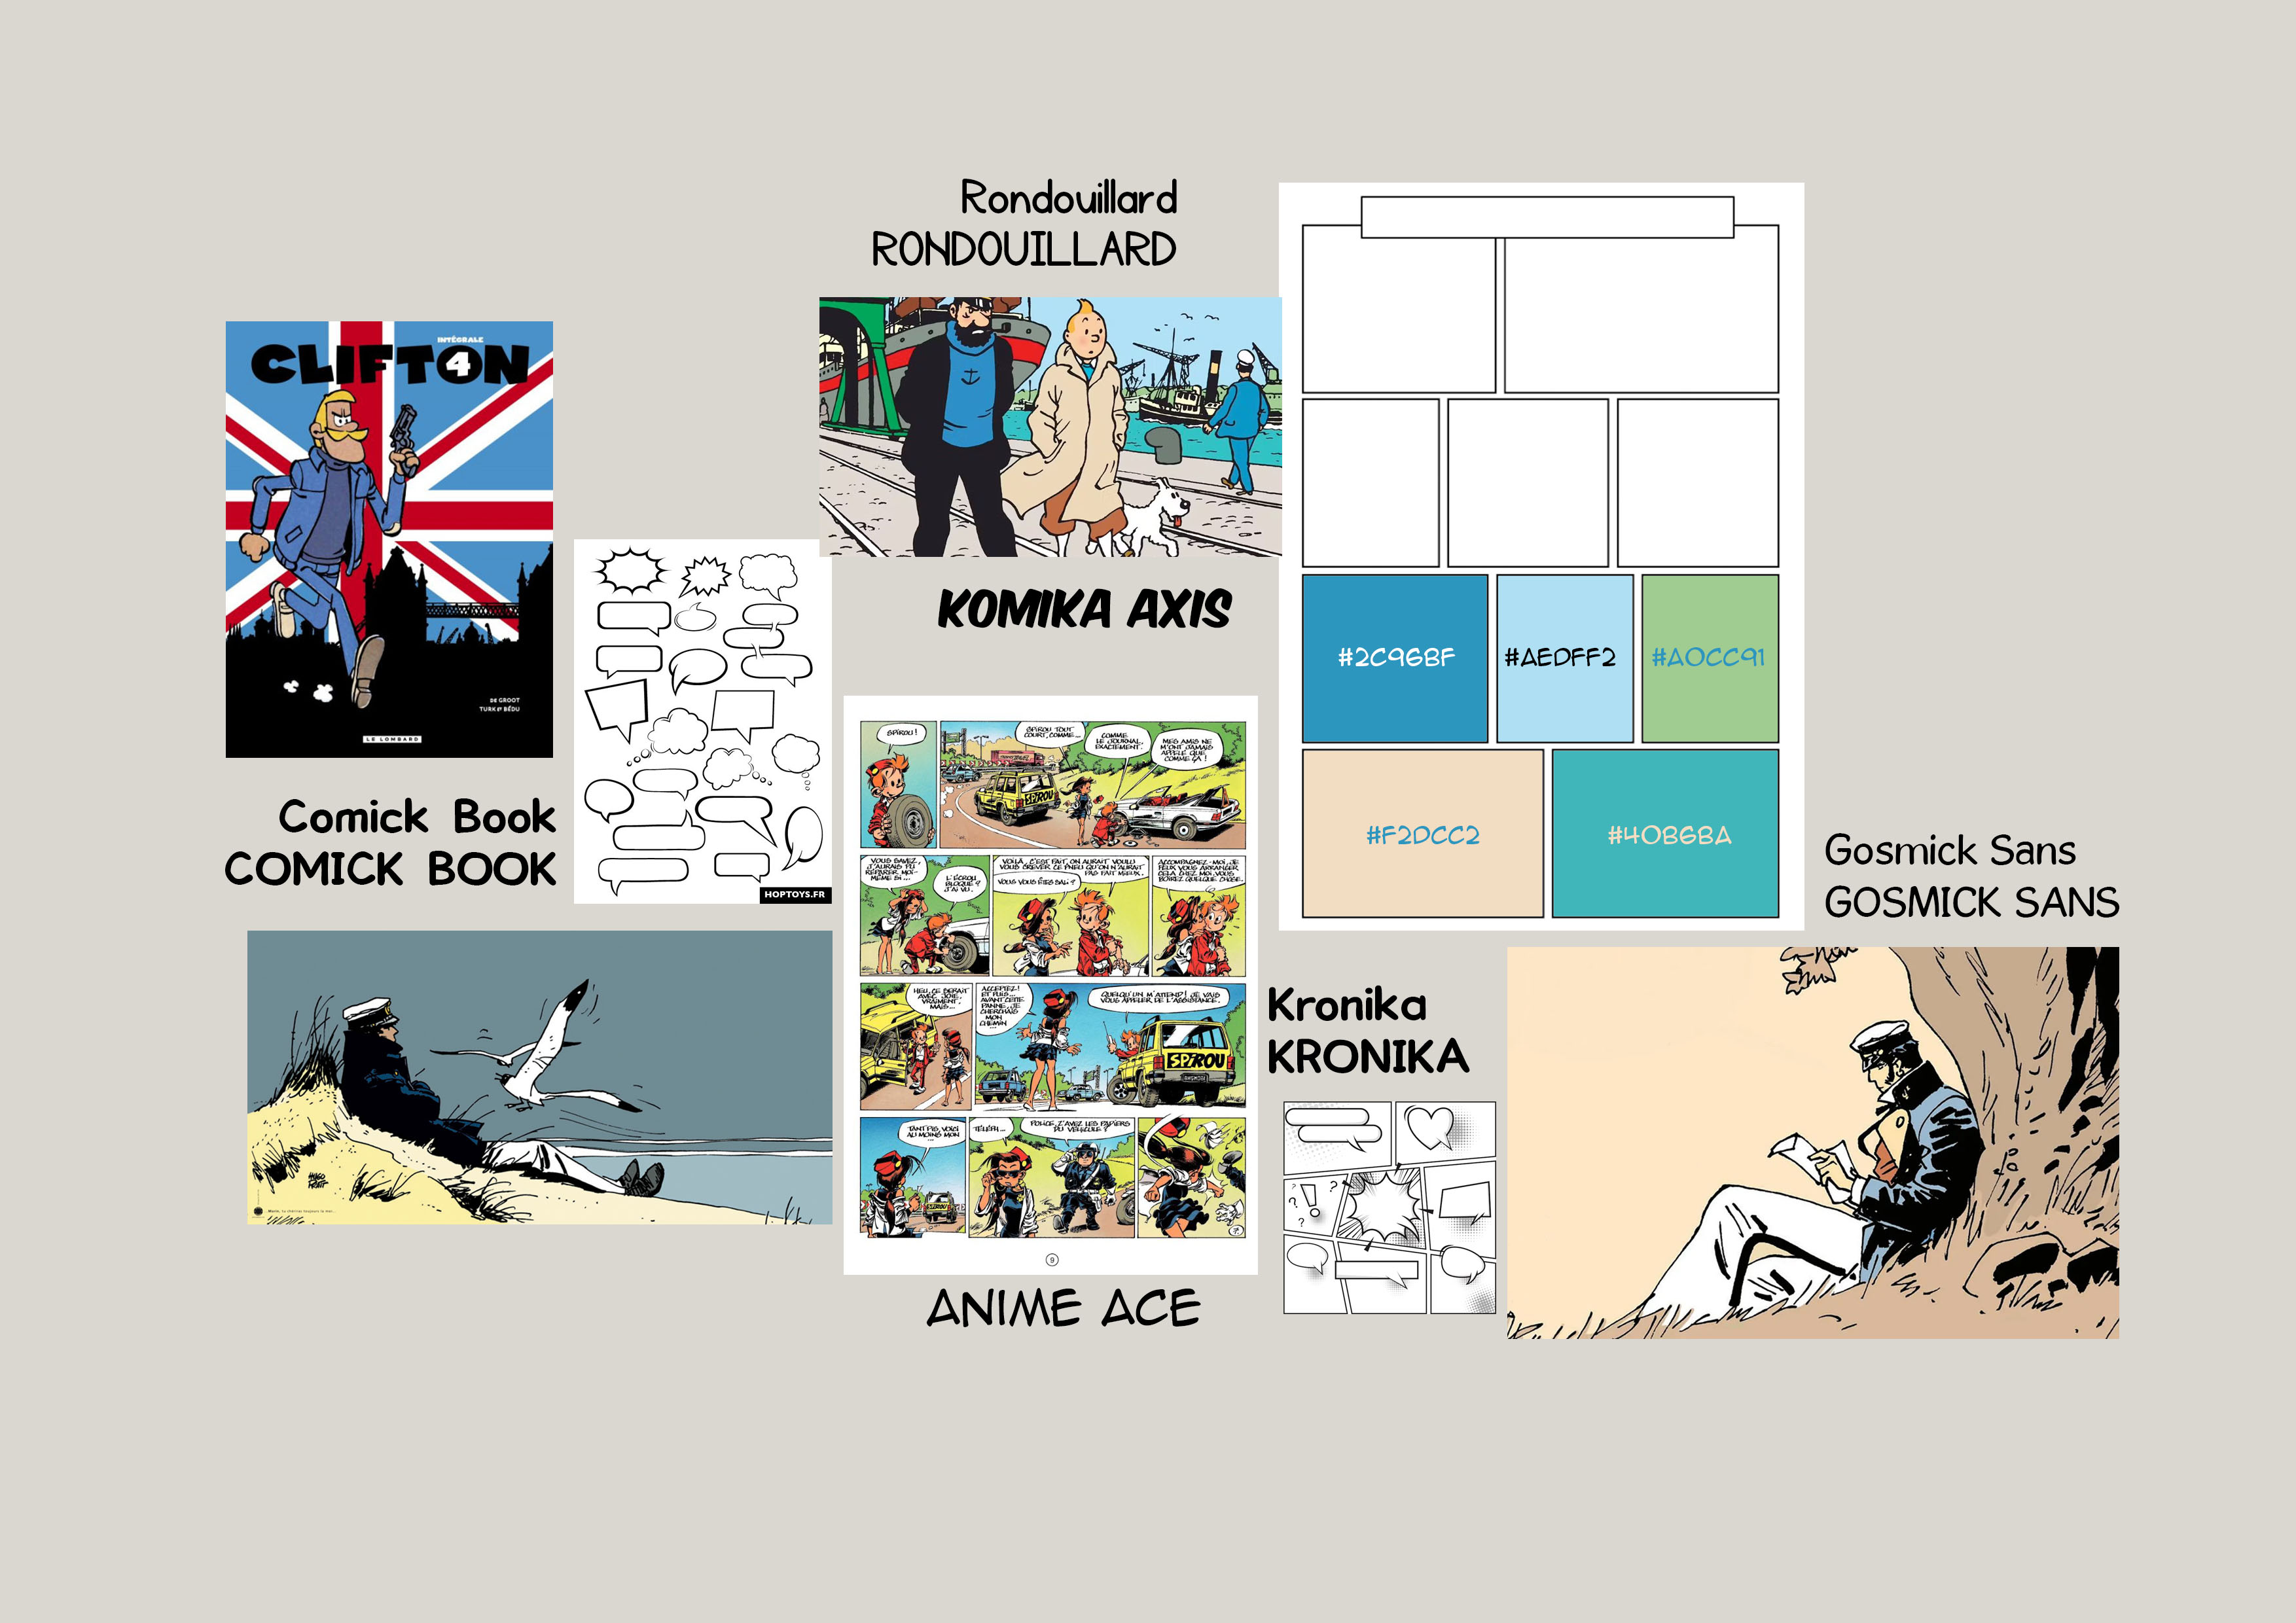 Rondouillard
RONDOUILLARD
INTÉGRALE
CLIFTON
4
DE GROOT
TURK ET BÉDU
LE LOMBARD
KOMIKA AXIS
#2C96BF
#AEDFF2
#A0CC91
#F2DCC2
#40B6BA
Comick Book
COMICK BOOK
HOPTOYS.FR
Gosmick Sans
GOSMICK SANS
SPIROU !
SPIROU TOUT
COURT, COMME...
COMME
LE JOURNAL,
EXACTEMENT.
MES AMIS NE
M'ONT JAMAIS
APPELÉ QUE
COMME ÇA !
SPIROU
VOUS SAVEZ,
J'AURAIS PU
RÉPARER MOI-
MÊME SI...
L'ÉCROU
BLOQUÉ ?
J'AI VU.
VOILÀ, C'EST FAIT, ON AURAIT VOULU
VOUS CREVER CE PNEU QU'ON N'AURAIT
PAS FAIT MIEUX.
VOUS VOUS ÊTES SALI ?
ACCOMPAGNEZ-MOI, JE
PEUX VOUS ARRANGER
CELA CHEZ MOI, VOUS
BOIREZ QUELQUE CHOSE.
HEU, CE SERAIT
AVEC JOIE,
VRAIMENT,
MAIS...
ACCEPTEZ !
ET PUIS...
AVANT CETTE
PANNE, JE
CHERCHAIS
MON
CHEMIN
...
QUELQU'UN M'ATTEND ! JE VAIS
VOUS APPELER DE L'ASSISTANCE.
SPIROU
TANT PIS, VOICI
AU MOINS MON
...
TÉLÉPH...
POLICE, Z'AVEZ LES PAPIERS
DU VÉHICULE ?
SPIROU
9
Kronika
KRONIKA
HUGO
PRATT
ANIME ACE